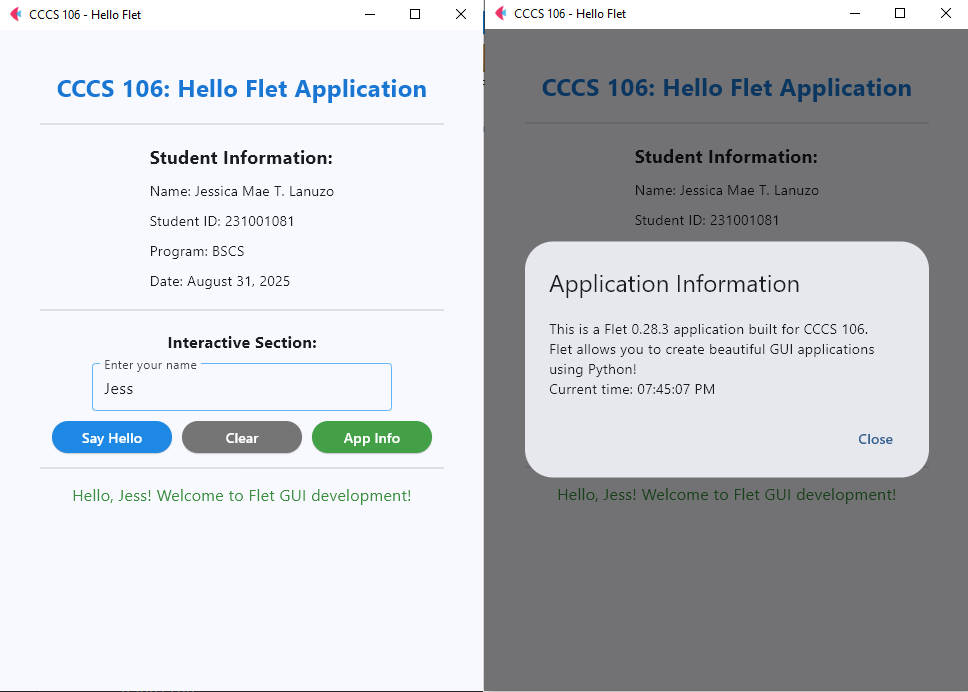 CCCS 106 - Hello Flet
CCCS 106: Hello Flet Application
Student Information:
Name: Jessica Mae T. Lanuzo
Student ID: 231001081
Program: BSCS
Date: August 31, 2025
Interactive Section:
Enter your name
Jess
Say Hello
Clear
App Info
Hello, Jess! Welcome to Flet GUI development!
CCCS 106 - Hello Flet
CCCS 106: Hello Flet Application
Student Information:
Name: Jessica Mae T. Lanuzo
Student ID: 231001081
Application Information
This is a Flet 0.28.3 application built for CCCS 106.
Flet allows you to create beautiful GUI applications
using Python!
Current time: 07:45:07 PM
Close
Hello, Jess! Welcome to Flet GUI development!